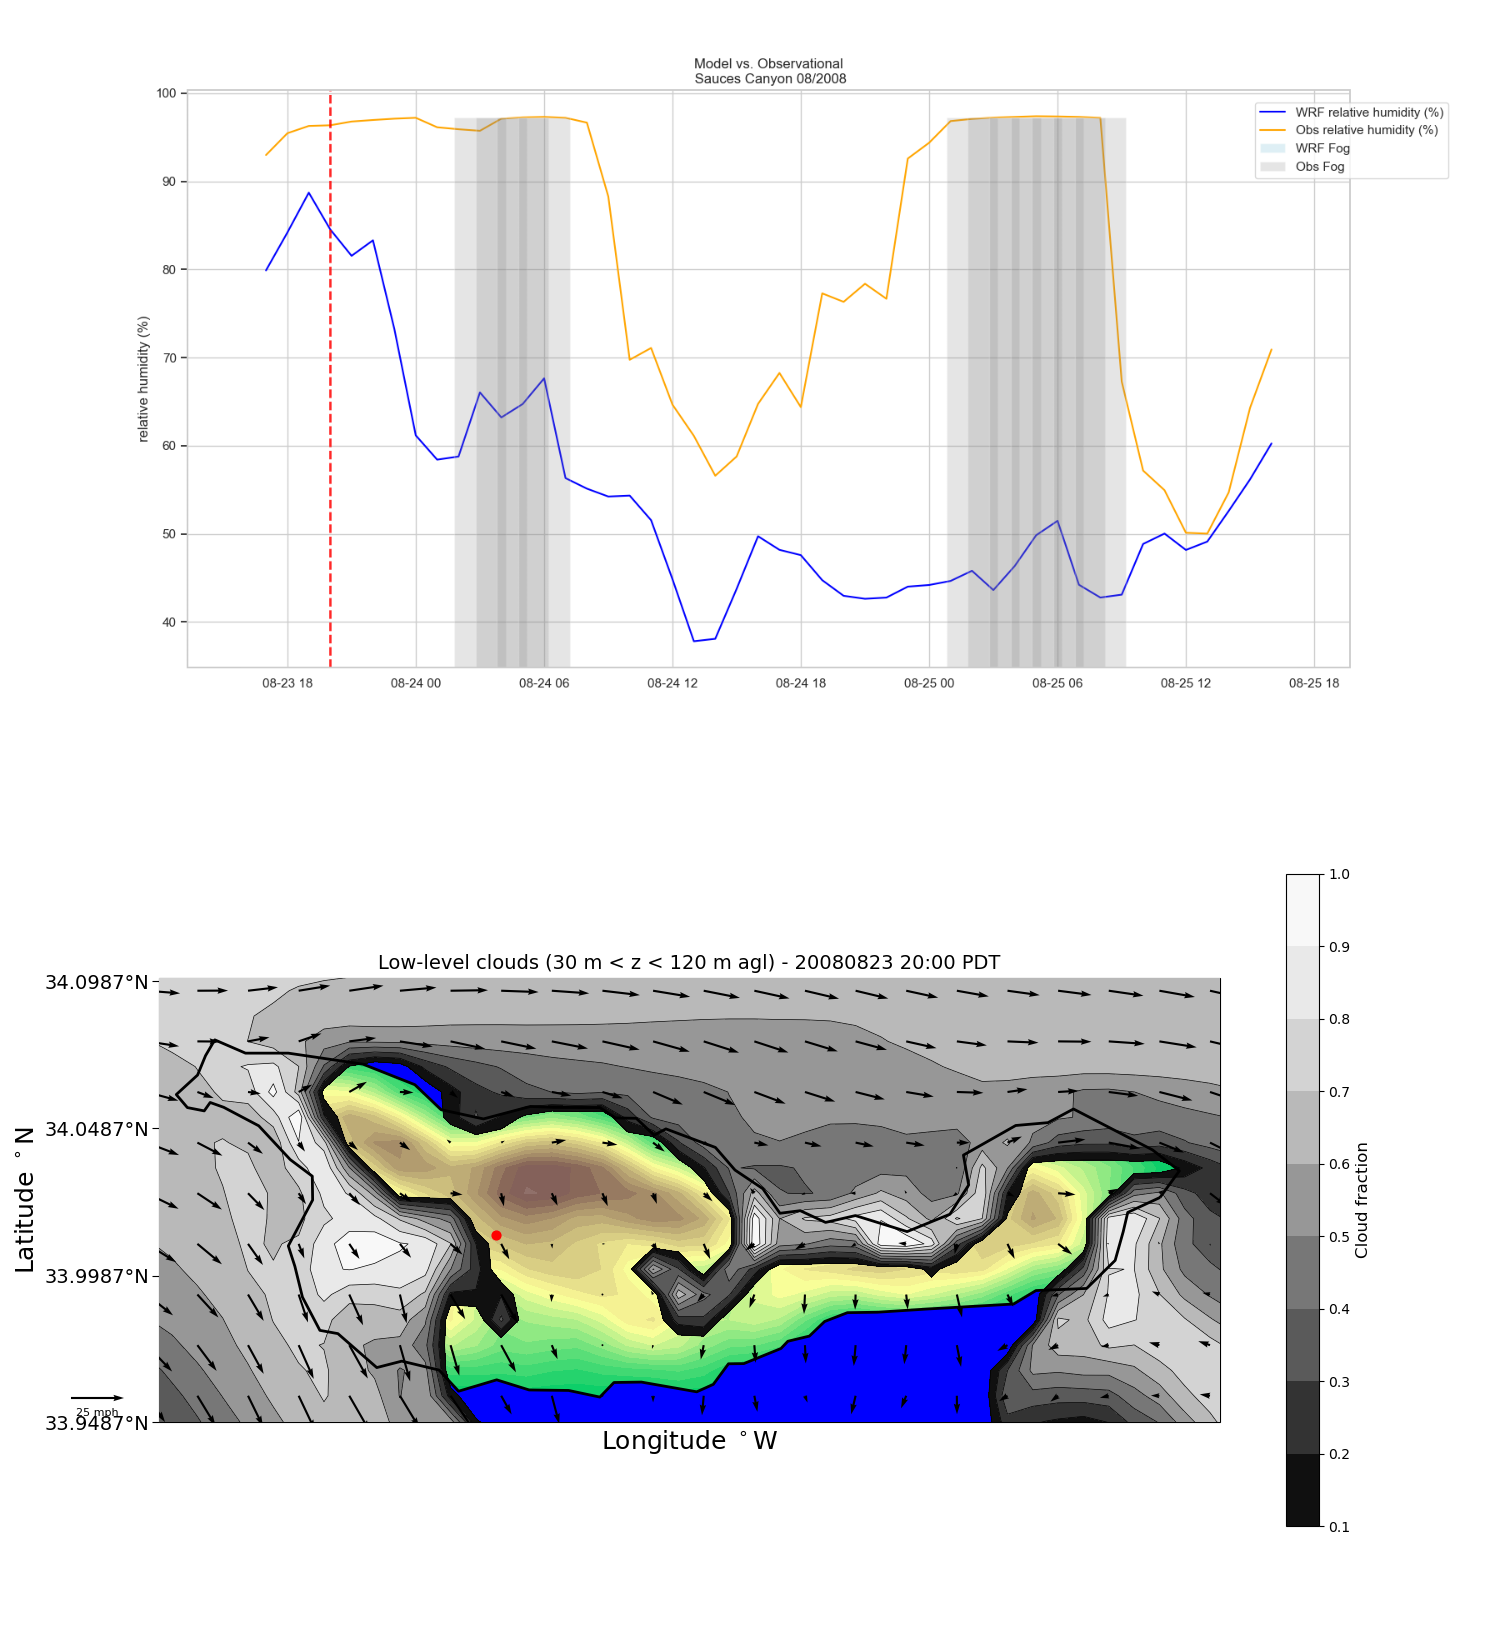 Model vs. Observational
Sauces Canyon 08/2008
100
90
80
70
60
50
40
relative humidity (%)
WRF relative humidity (%)
Obs relative humidity (%)
WRF Fog
Obs Fog
08-23 18
08-24 00
08-24 06
08-24 12
08-24 18
08-25 00
08-25 06
08-25 12
08-25 18
Low-level clouds (30 m < z < 120 m agl) - 20080823 20:00 PDT
34.0987°N
34.0487°N
33.9987°N
33.9487°N
Latitude °N
25 mph
Longitude °W
1.0
0.9
0.8
0.7
0.6
0.5
0.4
0.3
0.2
0.1
Cloud fraction